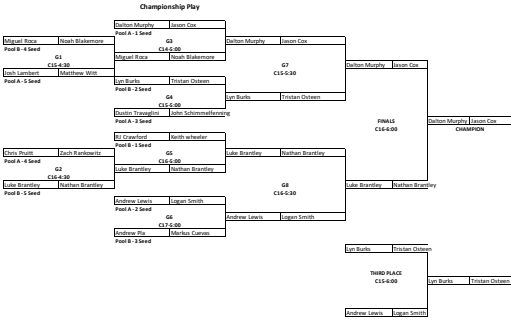 Championship Play
Dalton Murphy Jason Cox
Pool A - 1 Seed
Miguel Roca Noah Blakemore
Pool B - 4 Seed
G1
C15-4:30
Josh Lambert Matthew Witt
Pool A - 5 Seed
G3
C14-5:00
Miguel Roca Noah Blakemore
Dalton Murphy Jason Cox
G7
C15-5:30
Lyn Burks Tristan Osteen
Pool B - 2 Seed
G4
C15-5:00
Dustin Travaglini John Schimmelfenning
Pool A - 3 Seed
Lyn Burks Tristan Osteen
Dalton Murphy Jason Cox
FINALS
C16-6:00
Dalton Murphy Jason Cox
CHAMPION
RJ Crawford Keith wheeler
Pool B - 1 Seed
Chris Pruitt Zach Rankowitz
Pool A - 4 Seed
G2
C16-4:30
Luke Brantley Nathan Brantley
Pool B - 5 Seed
G5
C16-5:00
Luke Brantley Nathan Brantley
Luke Brantley Nathan Brantley
G8
C16-5:30
Luke Brantley Nathan Brantley
Andrew Lewis Logan Smith
Pool A - 2 Seed
G6
C17-5:00
Andrew Pla Markus Cuevas
Pool B - 3 Seed
Andrew Lewis Logan Smith
Lyn Burks Tristan Osteen
THIRD PLACE
C15-6:00
Lyn Burks Tristan Osteen
Andrew Lewis Logan Smith